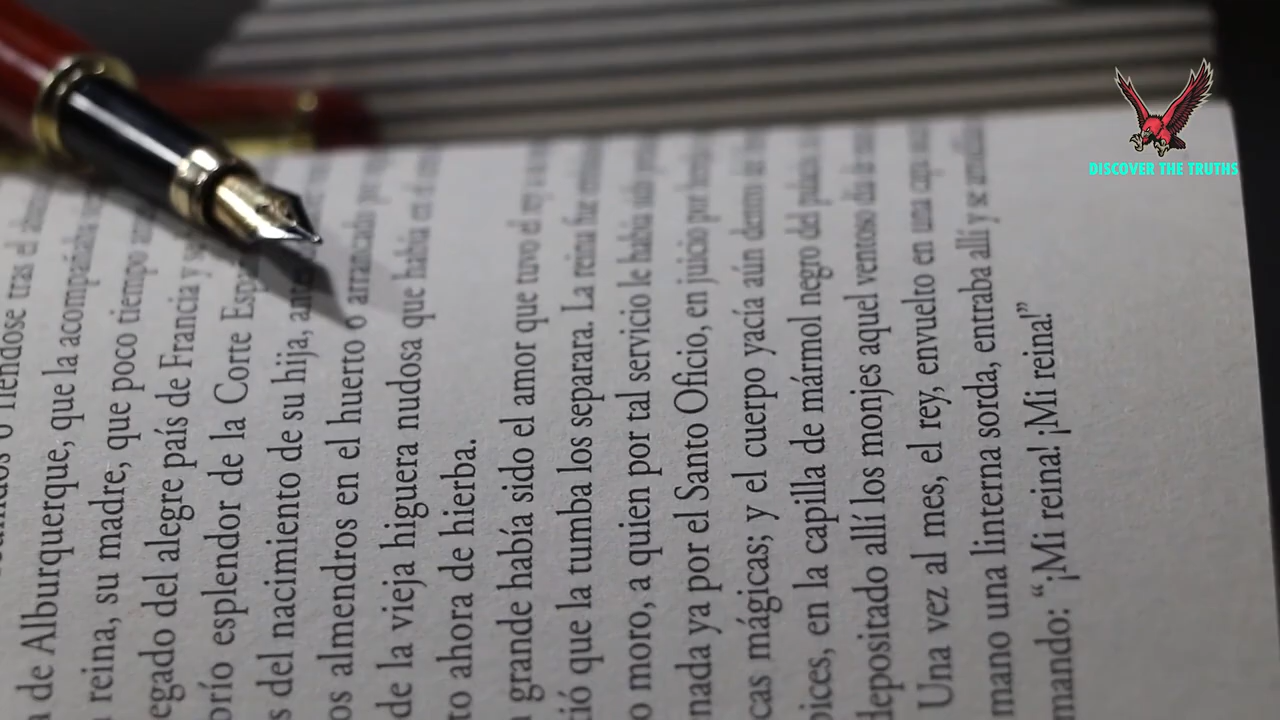 DISCOVER THE TRUTHS
de Alburquerque, que la acompañaba
reina, su madre, que poco tiempo
egado del alegre país de Francia y
orío esplendor de la Corte
s del nacimiento de su hija,
os almendros en el huerto o arrancado
de la vieja higuera nudosa que había en
to ahora de hierba.
grande había sido el amor que tuvo el rey
ió que la tumba los separara. La reina fue
o moro, a quien por tal servicio le había sido
nada ya por el Santo Oficio, en juicio por
cas mágicas; y el cuerpo yacía aún dentro
pices, en la capilla de mármol negro del
depositado allí los monjes aquel ventoso día de
Una vez al mes, el rey, envuelto en una capa
mano una linterna sorda, entraba allí y se
mando: “¡Mi reina! ¡Mi reina!”